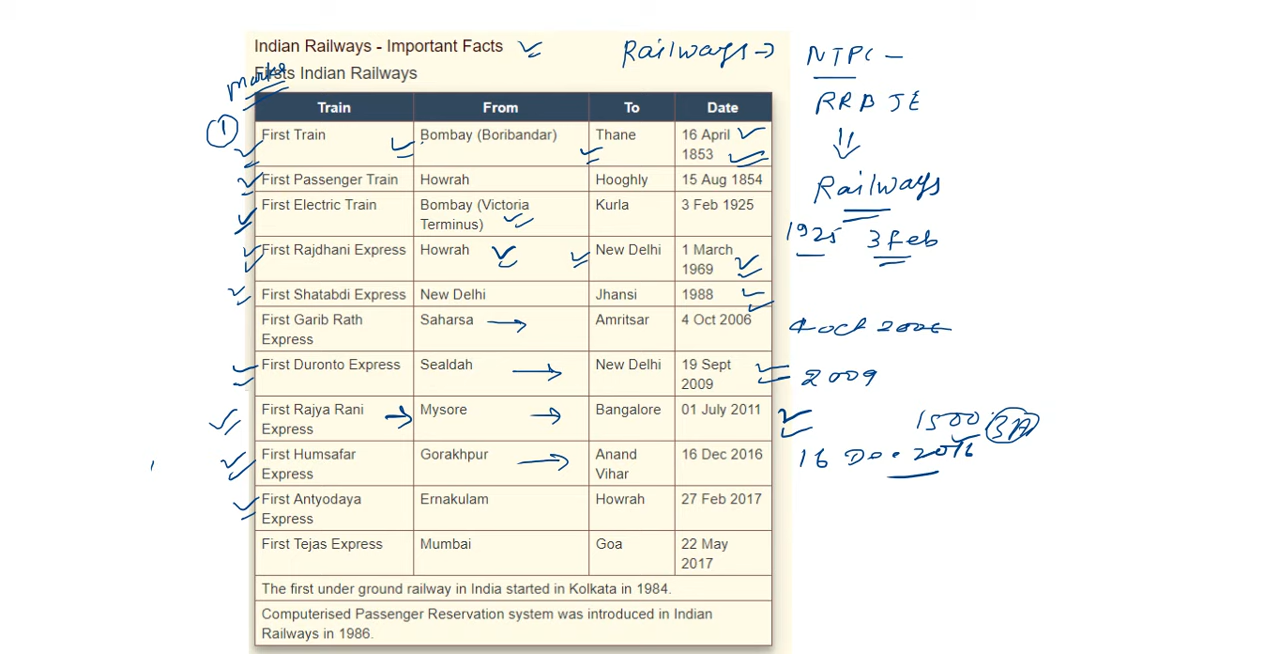 Indian Railways - Important Facts
Railways → NTPC -
Firsts Indian Railways
marks
RRB JE
Train From To Date
①
First Train Bombay (Boribandar) Thane 16 April
1853
First Passenger Train Howrah Hooghly 15 Aug 1854
Railways
First Electric Train Bombay (Victoria Kurla 3 Feb 1925
Terminus)
1925 3 Feb
First Rajdhani Express Howrah New Delhi 1 March
1969
First Shatabdi Express New Delhi Jhansi 1988
First Garib Rath Saharsa → Amritsar 4 Oct 2006
Express
4 Oct 2006
First Duronto Express Sealdah → New Delhi 19 Sept
2009
2009
First Rajya Rani → Mysore → Bangalore 01 July 2011
Express
1500 3A
First Humsafar Gorakhpur → Anand 16 Dec 2016
Express Vihar
16 Dec 2016
First Antyodaya Ernakulam Howrah 27 Feb 2017
Express
First Tejas Express Mumbai Goa 22 May
2017
The first under ground railway in India started in Kolkata in 1984.
Computerised Passenger Reservation system was introduced in Indian
Railways in 1986.